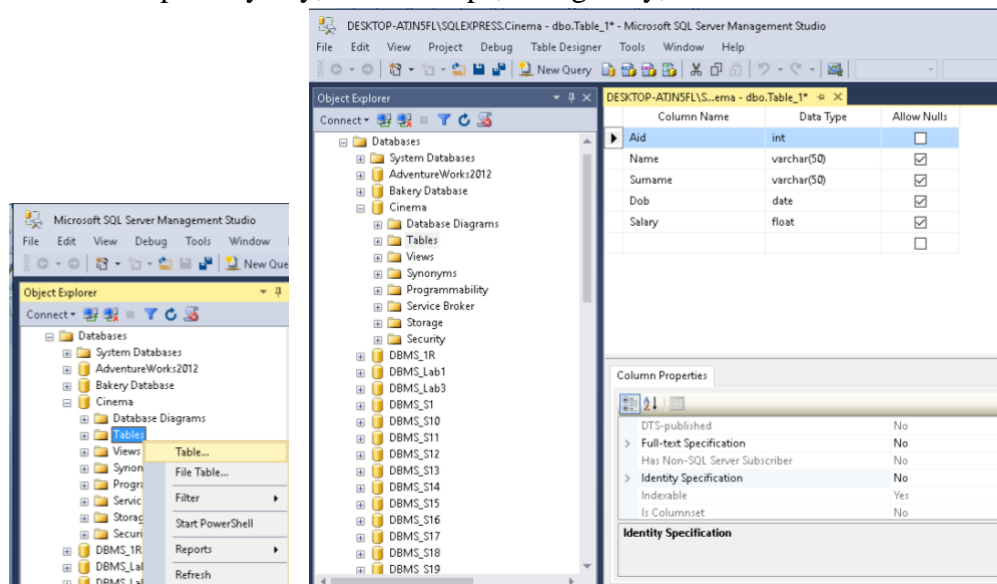 Microsoft SQL Server Management Studio
File Edit View Debug Tools Window
New Que
Object Explorer
Connect
Databases
System Databases
AdventureWorks2012
Bakery Database
Cinema
Database Diagrams
Tables
Views
Synon
Progra
Servic
Storag
Securi
DBMS_1R
DBMS_Lal
DBMS_Lal
Table...
File Table...
Filter
Start PowerShell
Reports
Refresh
DESKTOP-ATJN5FL\SQLEXPRESS.Cinema - dbo.Table_1* - Microsoft SQL Server Management Studio
File Edit View Project Debug Table Designer Tools Window Help
New Query
Object Explorer
Connect
Databases
System Databases
AdventureWorks2012
Bakery Database
Cinema
Database Diagrams
Tables
Views
Synonyms
Programmability
Service Broker
Storage
Security
DBMS_1R
DBMS_Lab1
DBMS_Lab3
DBMS_S1
DBMS_S10
DBMS_S11
DBMS_S12
DBMS_S13
DBMS_S14
DBMS_S15
DBMS_S16
DBMS_S17
DBMS_S18
DBMS_S19
DESKTOP-ATJN5FL\S...ema - dbo.Table_1*
Column Name Data Type Allow Nulls
Aid int
Name varchar(50)
Surname varchar(50)
Dob date
Salary float
Column Properties
DTS-published No
Full-text Specification No
Has Non-SQL Server Subscriber No
Identity Specification No
Indexable Yes
Is Columnset No
Identity Specification